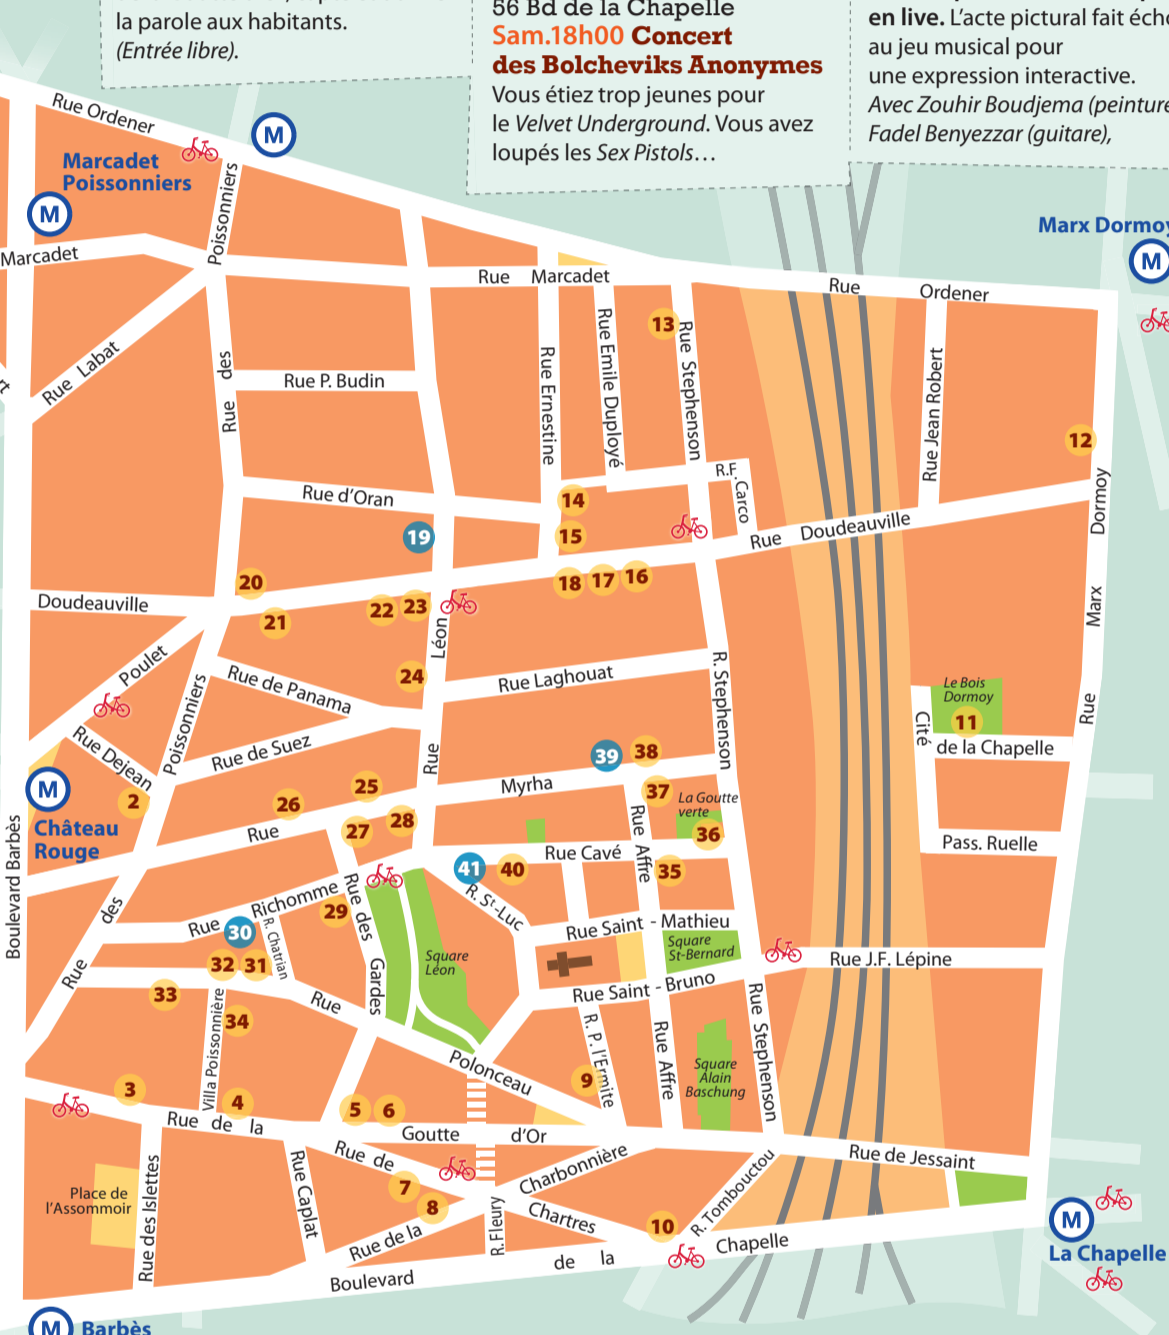 la parole aux habitants.
(Entrée libre).
56 Bd de la Chapelle
Sam.18h00 Concert
des Bolcheviks Anonymes
Vous étiez trop jeunes pour
le Velvet Underground. Vous avez
loupés les Sex Pistols…
en live. L’acte pictural fait écho
au jeu musical pour
une expression interactive.
Avec Zouhir Boudjema (peinture
Fadel Benyezzar (guitare),
Rue Ordener
M
Marcadet
Poissonniers
M
Marcadet
Poissonniers
des
Rue
Rue Labat
Rue P. Budin
Rue d’Oran
Rue Marcadet
Rue Ernestine
Rue Emile Duployé
Rue Stephenson
13
R.F. Carco
Rue Ordener
Marx Dormoy
M
Rue Jean Robert
12
Dormoy
Marx
Rue
14
15
19
Rue Doudeauville
18 17 16
20
Doudeauville
21
22 23
Léon
Rue
24
Poulet
Poissonniers
des
Rue
Rue de Panama
Rue Laghouat
R. Stephenson
Le Bois
Dormoy
11
Cité
de la Chapelle
Rue Dejean
Rue de Suez
M
Château
Rouge
2
Boulevard Barbès
25
26
Rue
Myrha
39
38
37
La Goutte
verte
36
27
28
Rue Affre
Rue Cavé
35
41
40
R. St-Luc
Pass. Ruelle
Rue Richomme
29
Rue des
Gardes
30
R. Chatrian
32 31
Square
Léon
Rue Saint - Mathieu
Square
St-Bernard
Rue J.F. Lépine
Rue Saint - Bruno
33
34
Rue
Polonceau
Villa Poissonnière
R. P. l’Ermite
9
Rue Affre
Square
Alain
Baschung
Rue Stephenson
3
4
5 6
Rue de la
Goutte d’Or
Rue de
Chartres
7
8
Rue de la
Charbonnière
Rue de Jessaint
Place de
l’Assommoir
Rue des Islettes
Rue Caplat
R. Fleury
10
R. Tombouctou
Boulevard de la Chapelle
M
La Chapelle
M
Barbès